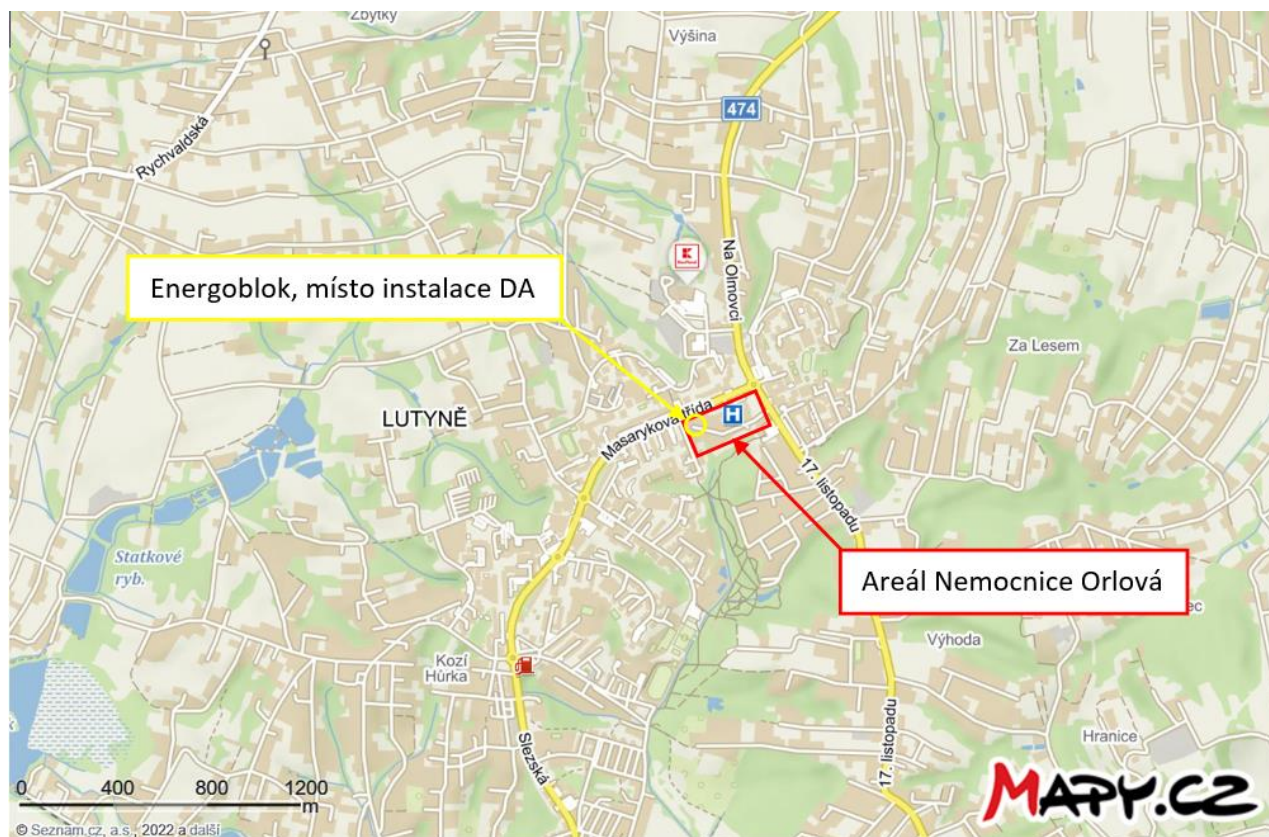 Zbytky
Výšina
474
Rychvaldská
Na Olmovci
Kaufland
Energoblok, místo instalace DA
Za Lesem
LUTYNĚ
H
Masarykova třída
17. listopadu
Statkové
ryb.
Areál Nemocnice Orlová
Výhoda
Kozí
Hůrka
Slezská
17. listopadu
Hranice
0 400 800 1200
m
MAPY.CZ
© Seznam.cz, a.s., 2022 a další